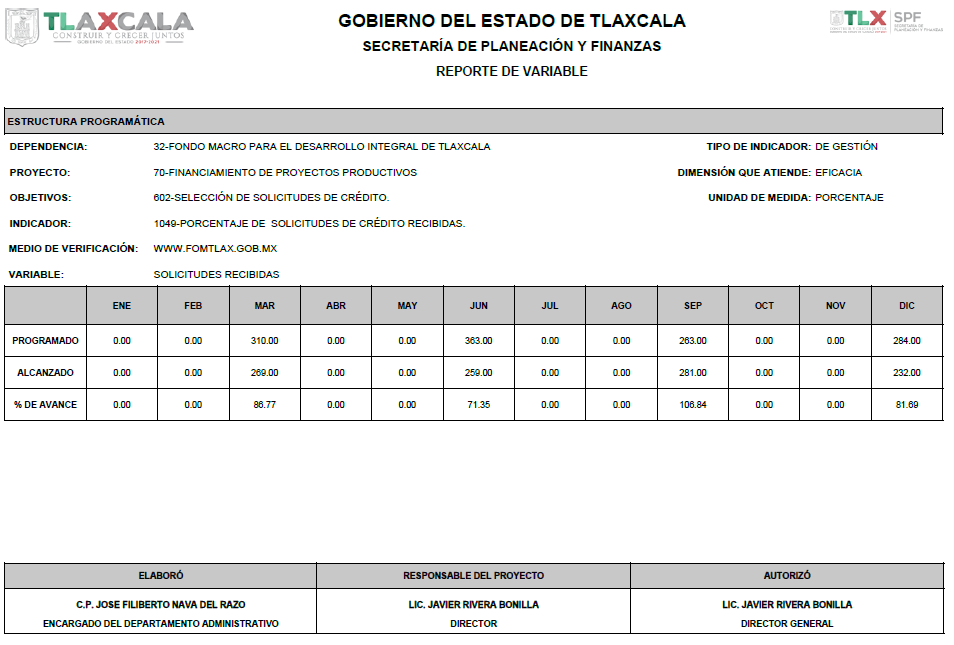 TLAXCALA
CONSTRUIR Y CRECER JUNTOS
GOBIERNO DEL ESTADO 2017-2021
GOBIERNO DEL ESTADO DE TLAXCALA
SECRETARÍA DE PLANEACIÓN Y FINANZAS
REPORTE DE VARIABLE
TLX SPF
SECRETARÍA DE
PLANEACIÓN Y FINANZAS
ESTRUCTURA PROGRAMÁTICA
DEPENDENCIA: 32-FONDO MACRO PARA EL DESARROLLO INTEGRAL DE TLAXCALA TIPO DE INDICADOR: DE GESTIÓN
PROYECTO: 70-FINANCIAMIENTO DE PROYECTOS PRODUCTIVOS DIMENSIÓN QUE ATIENDE: EFICACIA
OBJETIVOS: 602-SELECCIÓN DE SOLICITUDES DE CRÉDITO. UNIDAD DE MEDIDA: PORCENTAJE
INDICADOR: 1049-PORCENTAJE DE SOLICITUDES DE CRÉDITO RECIBIDAS.
MEDIO DE VERIFICACIÓN: WWW.FOMTLAX.GOB.MX
VARIABLE: SOLICITUDES RECIBIDAS
ENE FEB MAR ABR MAY JUN JUL AGO SEP OCT NOV DIC
PROGRAMADO 0.00 0.00 310.00 0.00 0.00 363.00 0.00 0.00 263.00 0.00 0.00 284.00
ALCANZADO 0.00 0.00 269.00 0.00 0.00 259.00 0.00 0.00 281.00 0.00 0.00 232.00
% DE AVANCE 0.00 0.00 86.77 0.00 0.00 71.35 0.00 0.00 106.84 0.00 0.00 81.69
ELABORÓ RESPONSABLE DEL PROYECTO AUTORIZÓ
C.P. JOSE FILIBERTO NAVA DEL RAZO LIC. JAVIER RIVERA BONILLA LIC. JAVIER RIVERA BONILLA
ENCARGADO DEL DEPARTAMENTO ADMINISTRATIVO DIRECTOR DIRECTOR GENERAL